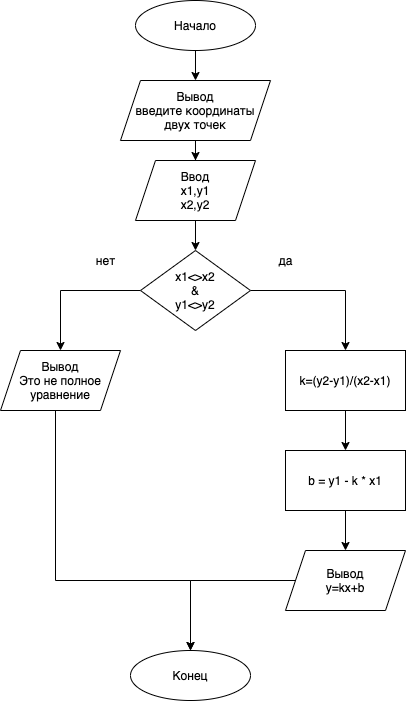 Начало
Вывод
введите координаты
двух точек
Ввод
x1,y1
x2,y2
нет
да
x1<>x2
&
y1<>y2
Вывод
Это не полное
уравнение
k=(y2-y1)/(x2-x1)
b = y1 - k * x1
Вывод
y=kx+b
Конец